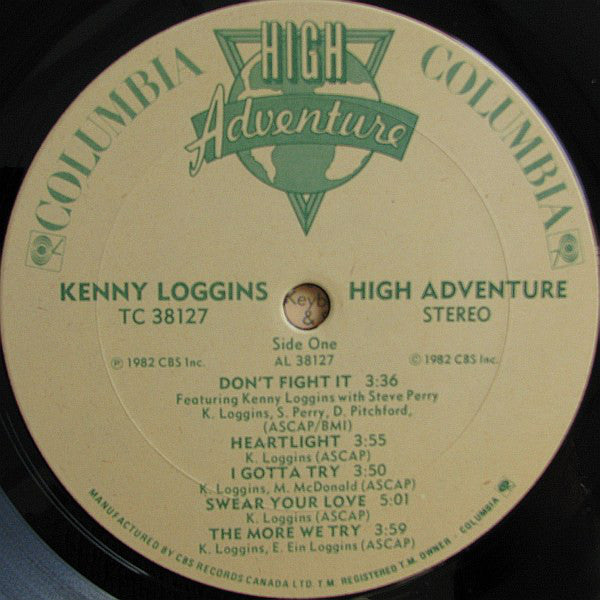 COLUMBIA
HIGH
Adventure
COLUMBIA
KENNY LOGGINS
HIGH ADVENTURE
TC 38127
STEREO
Side One
℗ 1982 CBS Inc.
AL 38127
© 1982 CBS Inc.
DON'T FIGHT IT 3:36
Featuring Kenny Loggins with Steve Perry
K. Loggins, S. Perry, D. Pitchford,
(ASCAP/BMI)
HEARTLIGHT 3:55
K. Loggins (ASCAP)
I GOTTA TRY 3:50
K. Loggins, M. McDonald (ASCAP)
SWEAR YOUR LOVE 5:01
K. Loggins (ASCAP)
THE MORE WE TRY 3:59
K. Loggins, E. Ein Loggins (ASCAP)
MANUFACTURED BY CBS RECORDS CANADA LTD. T.M. REGISTERED T.M. OWNER - COLUMBIA
&